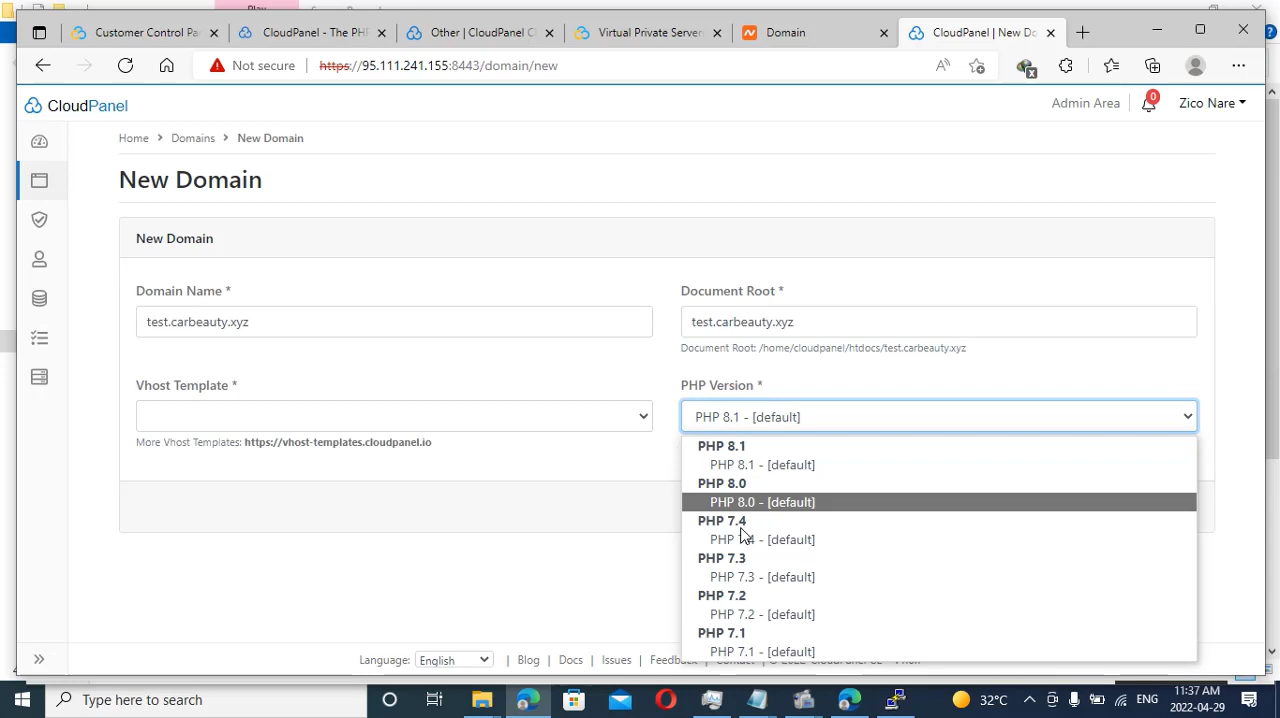 Customer Control Pa
CloudPanel - The PH
Other | CloudPanel C
Virtual Private Server
Domain
CloudPanel | New Do
Not secure
https://95.111.241.155:8443/domain/new
CloudPanel
Admin Area
0
Zico Nare
Home > Domains > New Domain
New Domain
New Domain
Domain Name *
Document Root *
test.carbeauty.xyz
test.carbeauty.xyz
Document Root: /home/cloudpanel/htdocs/test.carbeauty.xyz
Vhost Template *
PHP Version *
PHP 8.1 - [default]
More Vhost Templates: https://vhost-templates.cloudpanel.io
PHP 8.1
PHP 8.1 - [default]
PHP 8.0
PHP 8.0 - [default]
PHP 7.4
PHP 7.4 - [default]
PHP 7.3
PHP 7.3 - [default]
PHP 7.2
PHP 7.2 - [default]
PHP 7.1
PHP 7.1 - [default]
Language: English | Blog | Docs | Issues | Feedb
Type here to search
32°C
ENG
11:37 AM
2022-04-29